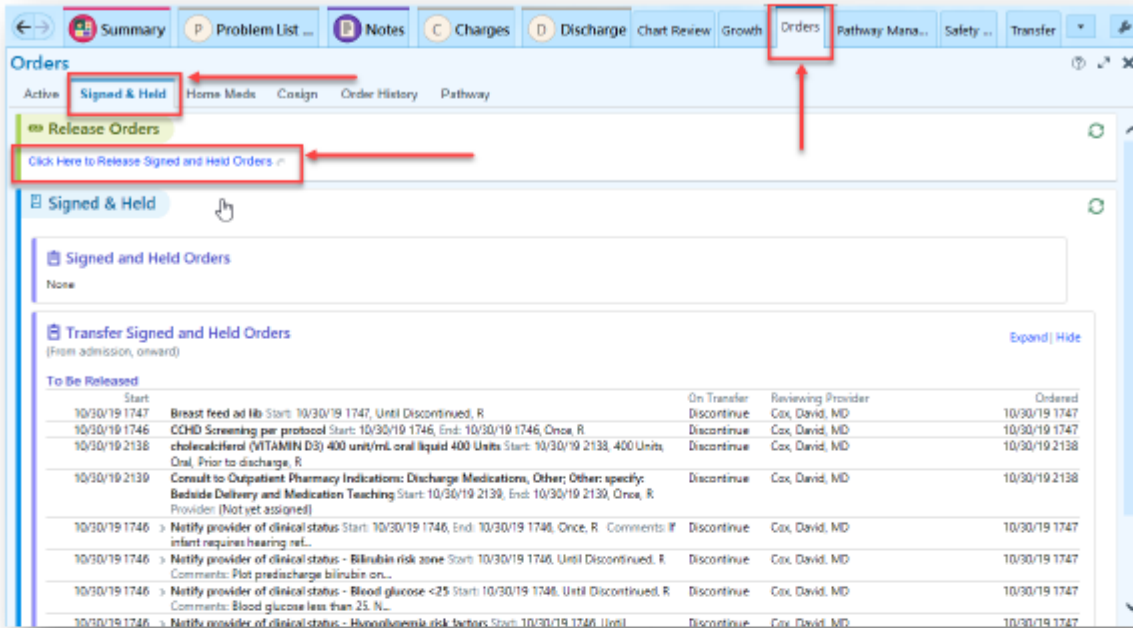 Summary P Problem List ... Notes C Charges D Discharge Chart Review Growth Orders Pathway Mana... Safety ... Transfer
Orders
Active Signed & Held Home Meds Cosign Order History Pathway
Release Orders
Click Here to Release Signed and Held Orders
Signed & Held
Signed and Held Orders
None
Transfer Signed and Held Orders Expand | Hide
(From admission, onward)
To Be Released
Start On Transfer Reviewing Provider Ordered
10/30/19 1747 Breast feed ad lib Start: 10/30/19 1747, Until Discontinued, R Discontinue Cox, David, MD 10/30/19 1747
10/30/19 1746 CCHD Screening per protocol Start: 10/30/19 1746, End: 10/30/19 1746, Once, R Discontinue Cox, David, MD 10/30/19 1747
10/30/19 2138 cholecalciferol (VITAMIN D3) 400 unit/mL oral liquid 400 Units Start: 10/30/19 2138, 400 Units, Discontinue Cox, David, MD 10/30/19 2138
Oral, Prior to discharge, R
10/30/19 2139 Consult to Outpatient Pharmacy Indications: Discharge Medications, Other; Other: specify: Discontinue Cox, David, MD 10/30/19 2138
Bedside Delivery and Medication Teaching Start: 10/30/19 2139, End: 10/30/19 2139, Once, R
Provider: (Not yet assigned)
10/30/19 1746 > Notify provider of clinical status Start: 10/30/19 1746, End: 10/30/19 1746, Once, R Comments: If Discontinue Cox, David, MD 10/30/19 1747
infant requires hearing ref...
10/30/19 1746 > Notify provider of clinical status - Bilirubin risk zone Start: 10/30/19 1746, Until Discontinued, R Discontinue Cox, David, MD 10/30/19 1747
Comments: Plot predischarge bilirubin on...
10/30/19 1746 > Notify provider of clinical status - Blood glucose <25 Start: 10/30/19 1746, Until Discontinued, R Discontinue Cox, David, MD 10/30/19 1747
Comments: Blood glucose less than 25. N...
10/30/19 1746 > Notify provider of clinical status - Hypoglycemia risk factors Start: 10/30/19 1746, Until Discontinue Cox, David, MD 10/30/19 1747